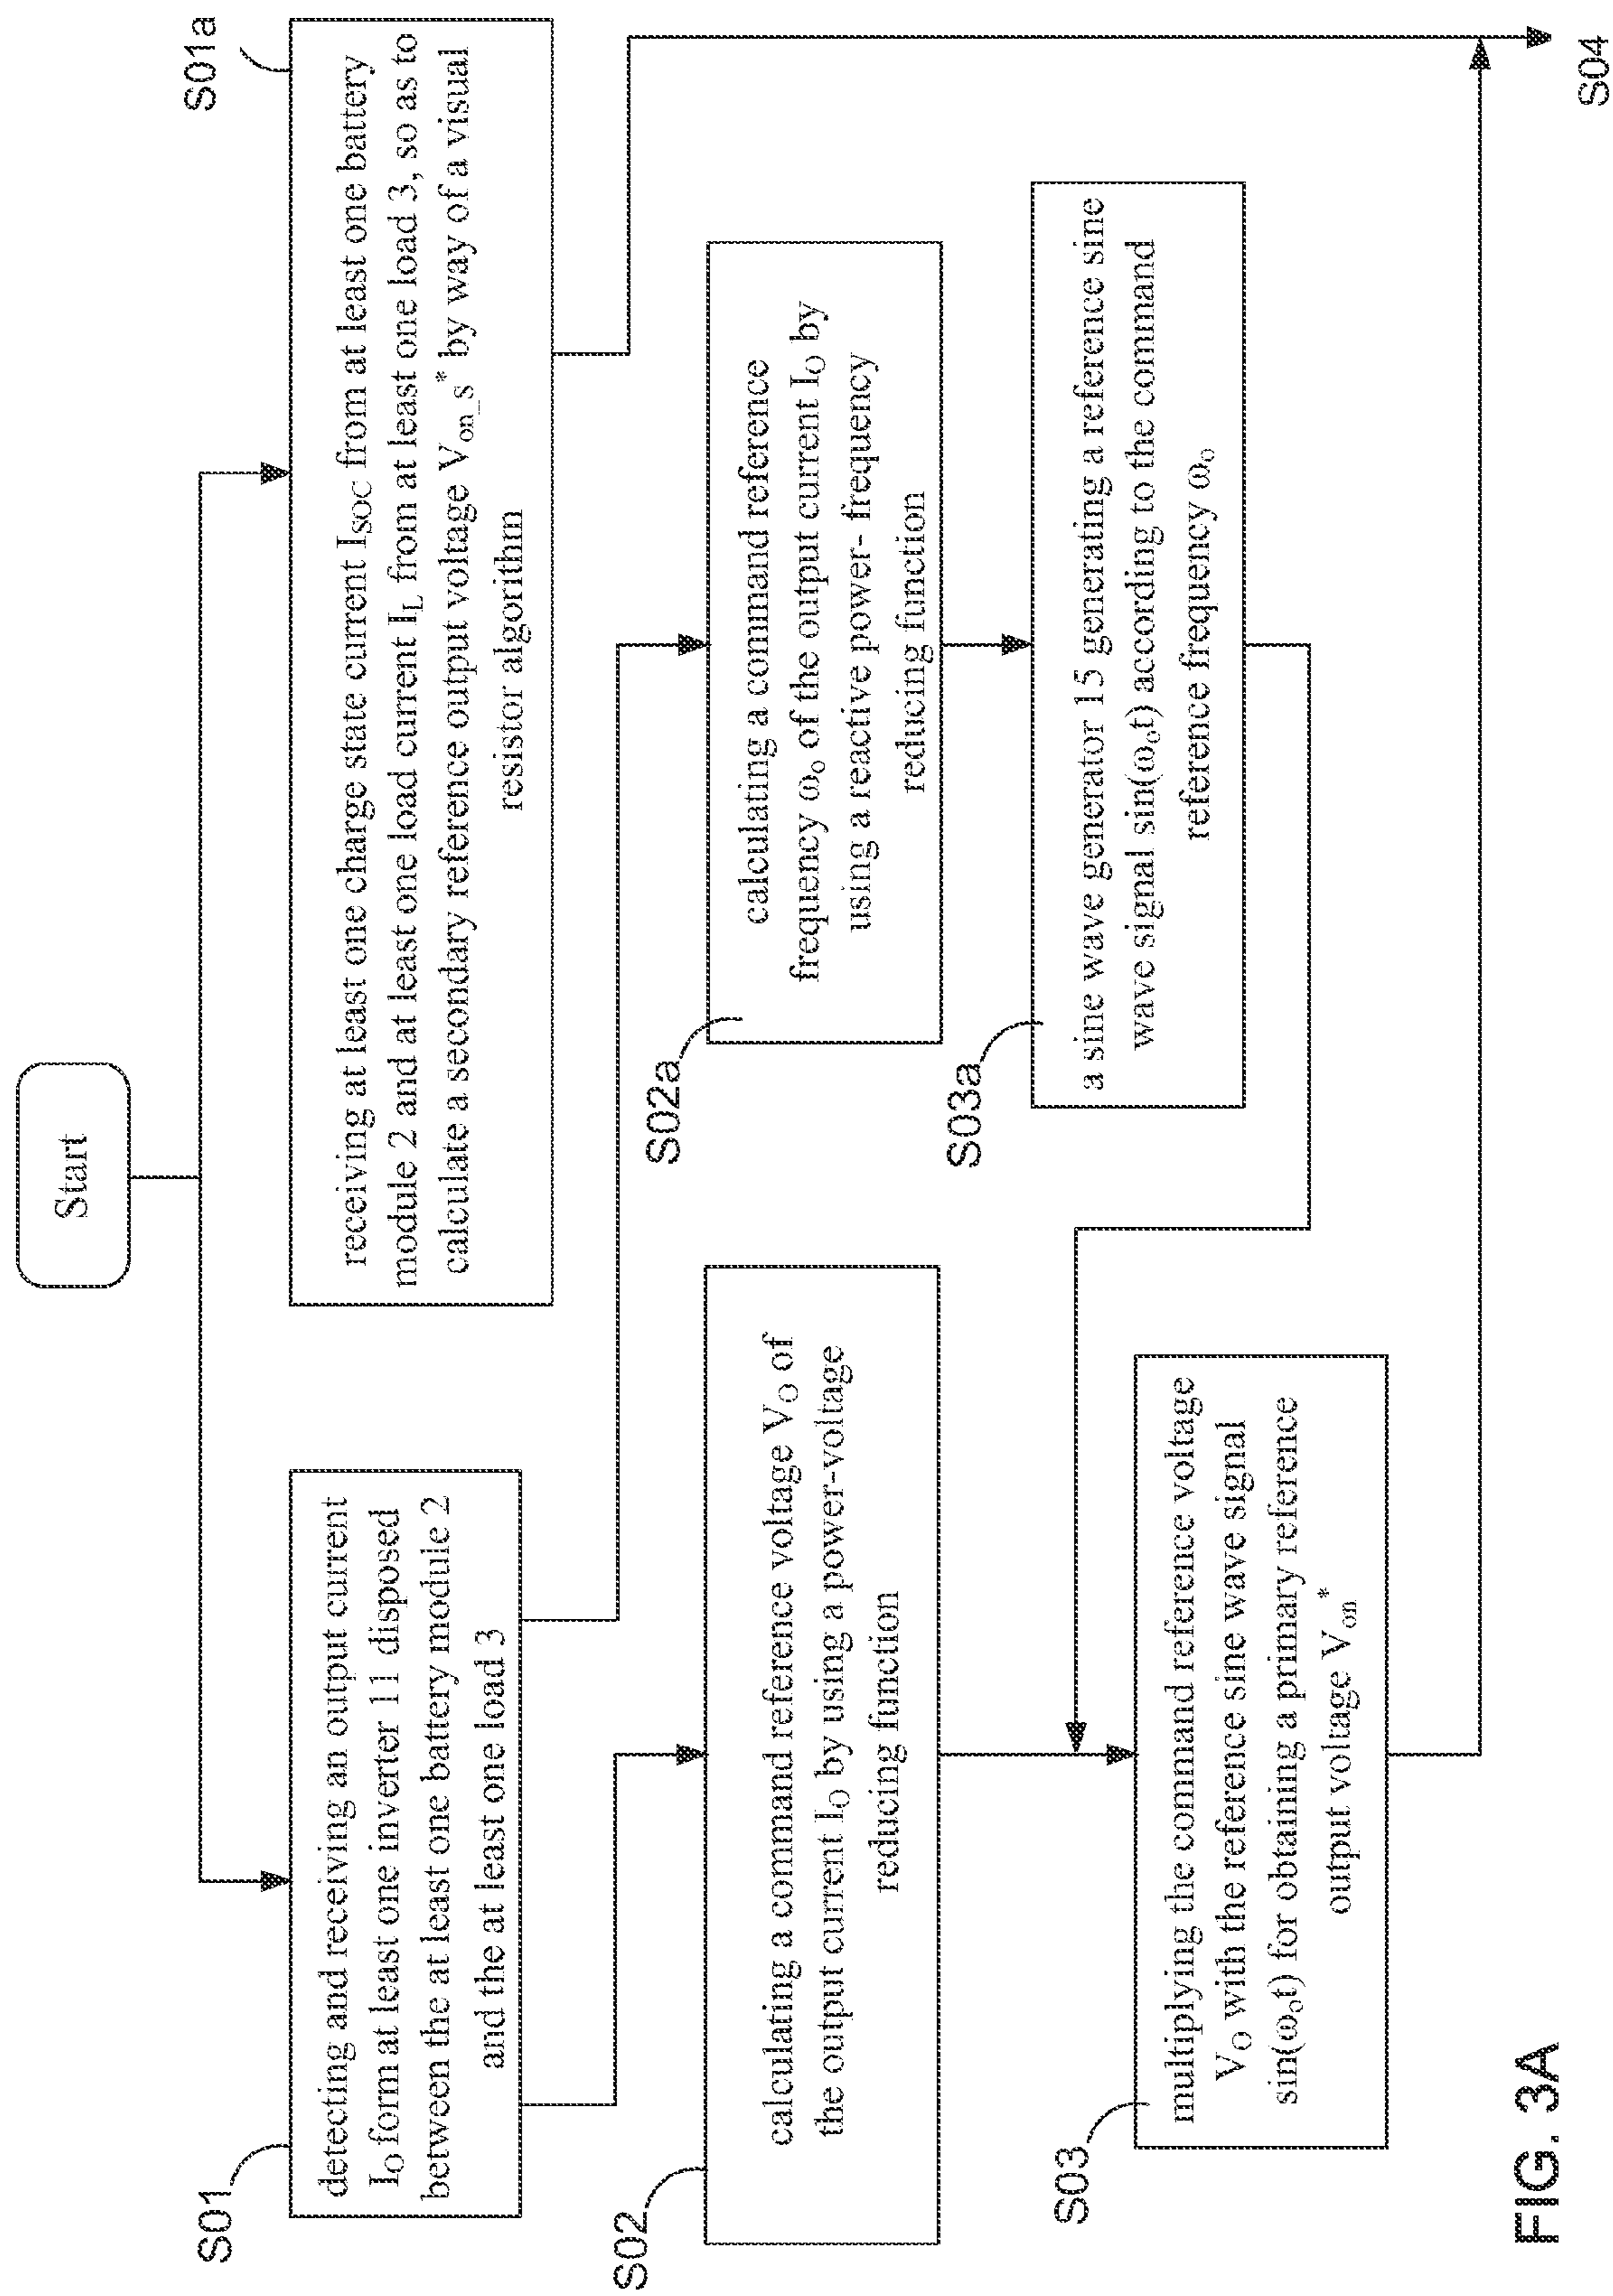 Start
S01
detecting and receiving an output current
I_O form at least one inverter 11 disposed
between the at least one battery module 2
and the at least one load 3
S01a
receiving at least one charge state current I_SOC from at least one battery
module 2 and at least one load current I_L from at least one load 3, so as to
calculate a secondary reference output voltage V_on_s* by way of a visual
resistor algorithm
S02
calculating a command reference voltage V_O of
the output current I_O by using a power-voltage
reducing function
S02a
calculating a command reference
frequency ω_o of the output current I_O by
using a reactive power- frequency
reducing function
S03a
a sine wave generator 15 generating a reference sine
wave signal sin(ω_ot) according to the command
reference frequency ω_o
S03
multiplying the command reference voltage
V_O with the reference sine wave signal
sin(ω_ot) for obtaining a primary reference
output voltage V_on*
S04
FIG. 3A